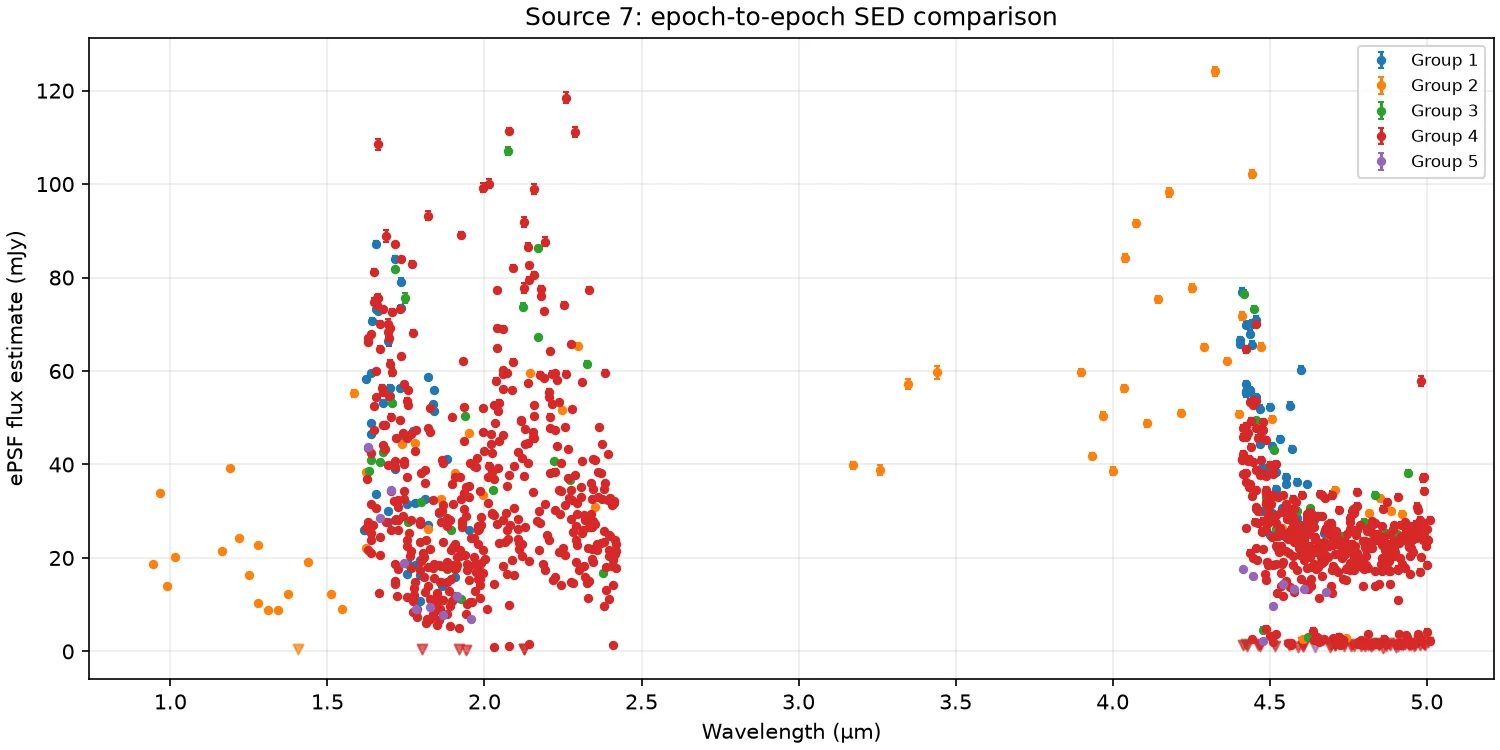 Source 7: epoch-to-epoch SED comparison
Group 1
Group 2
Group 3
Group 4
Group 5
ePSF flux estimate (mJy)
120
100
80
60
40
20
0
1.0 1.5 2.0 2.5 3.0 3.5 4.0 4.5 5.0
Wavelength (μm)